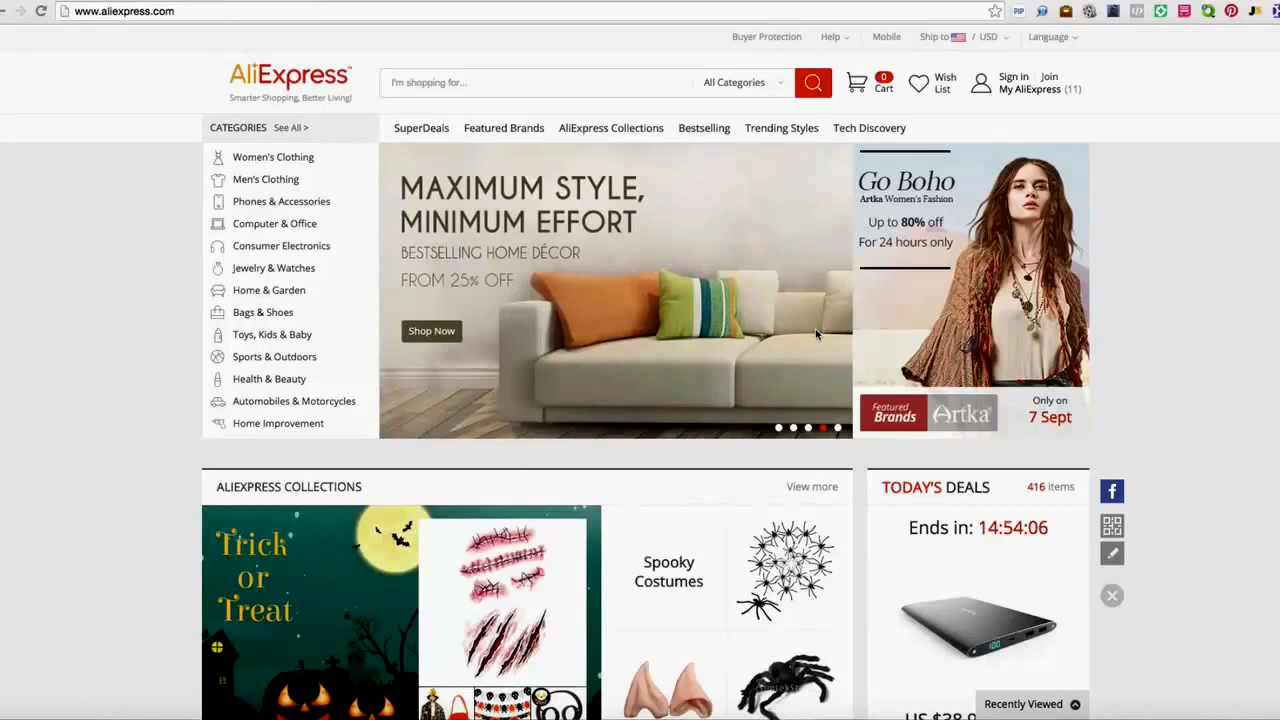 www.aliexpress.com
PIP
Buyer Protection
Help
Mobile
Ship to / USD
Language
AliExpress™
Smarter Shopping, Better Living!
I'm shopping for...
All Categories
0
Cart
Wish
List
Sign in
Join
My AliExpress (11)
CATEGORIES See All >
SuperDeals
Featured Brands
AliExpress Collections
Bestselling
Trending Styles
Tech Discovery
Women's Clothing
Men's Clothing
Phones & Accessories
Computer & Office
Consumer Electronics
Jewelry & Watches
Home & Garden
Bags & Shoes
Toys, Kids & Baby
Sports & Outdoors
Health & Beauty
Automobiles & Motorcycles
Home Improvement
MAXIMUM STYLE,
MINIMUM EFFORT
BESTSELLING HOME DÉCOR
FROM 25% OFF
Shop Now
Go Boho
Artka Women's Fashion
Up to 80% off
For 24 hours only
Featured
Brands
Artka
Only on
7 Sept
ALIEXPRESS COLLECTIONS
View more
Trick
or
Treat
Spooky
Costumes
TODAY'S DEALS
416 items
Ends in: 14:54:06
100
Recently Viewed